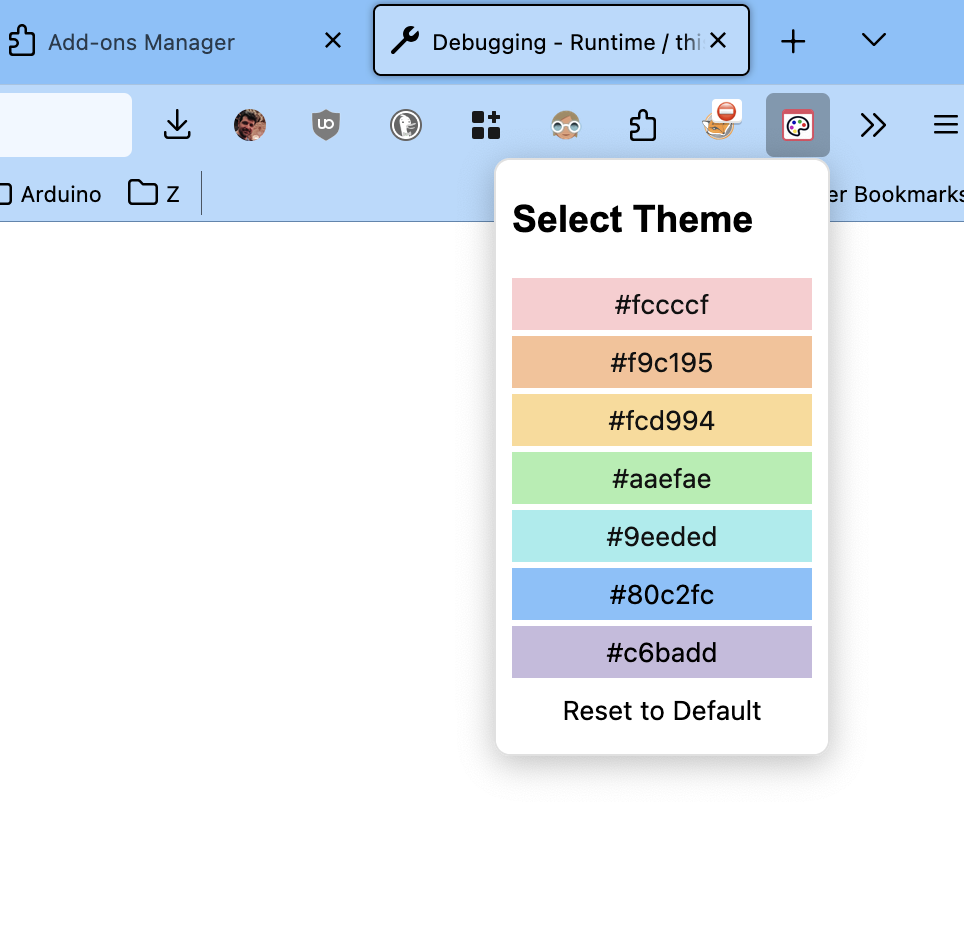 Add-ons Manager
Debugging - Runtime / thi
UO
Arduino
Z
er Bookmarks
Select Theme
#fccccf
#f9c195
#fcd994
#aaefae
#9eeded
#80c2fc
#c6badd
Reset to Default